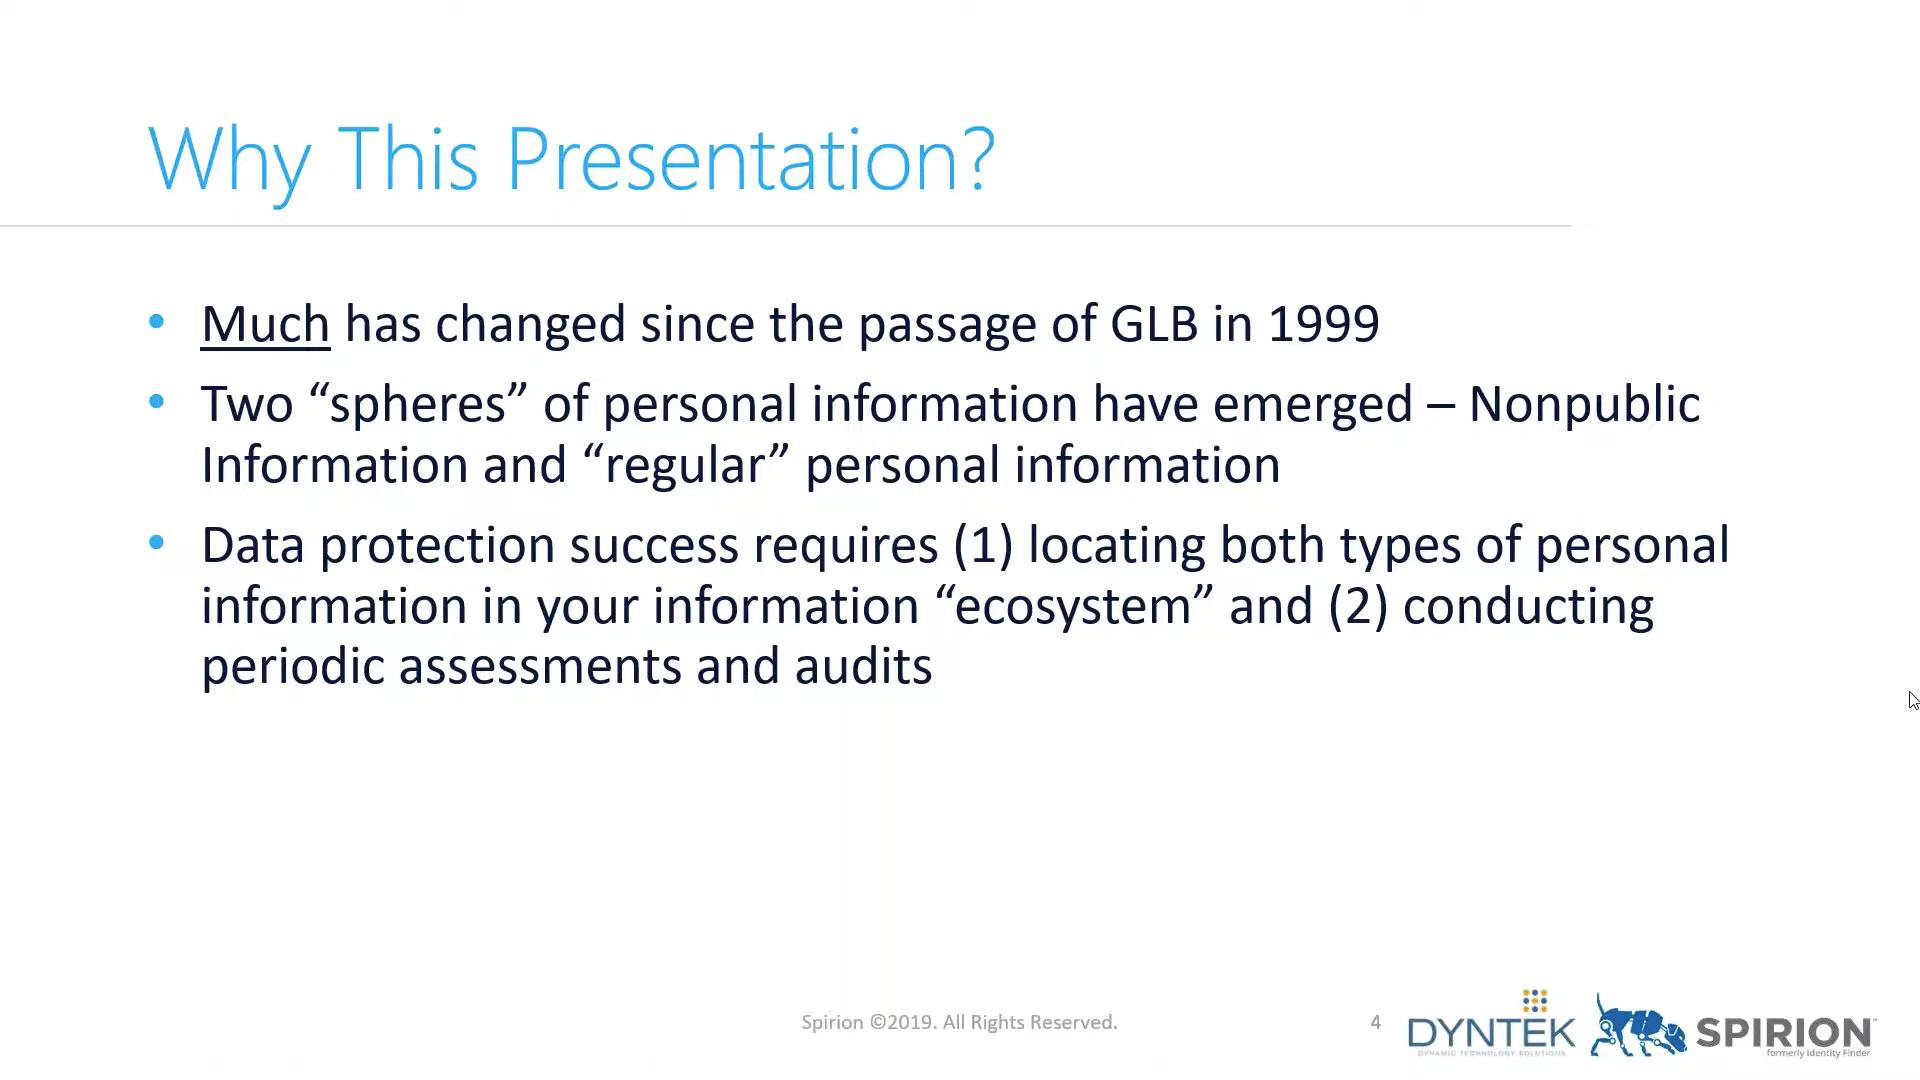 Why This Presentation?
• Much has changed since the passage of GLB in 1999
• Two “spheres” of personal information have emerged – Nonpublic
Information and “regular” personal information
• Data protection success requires (1) locating both types of personal
information in your information “ecosystem” and (2) conducting
periodic assessments and audits
Spirion ©2019. All Rights Reserved.
4
DYNTEK
DYNAMIC TECHNOLOGY SOLUTIONS
SPIRION™
formerly Identity Finder